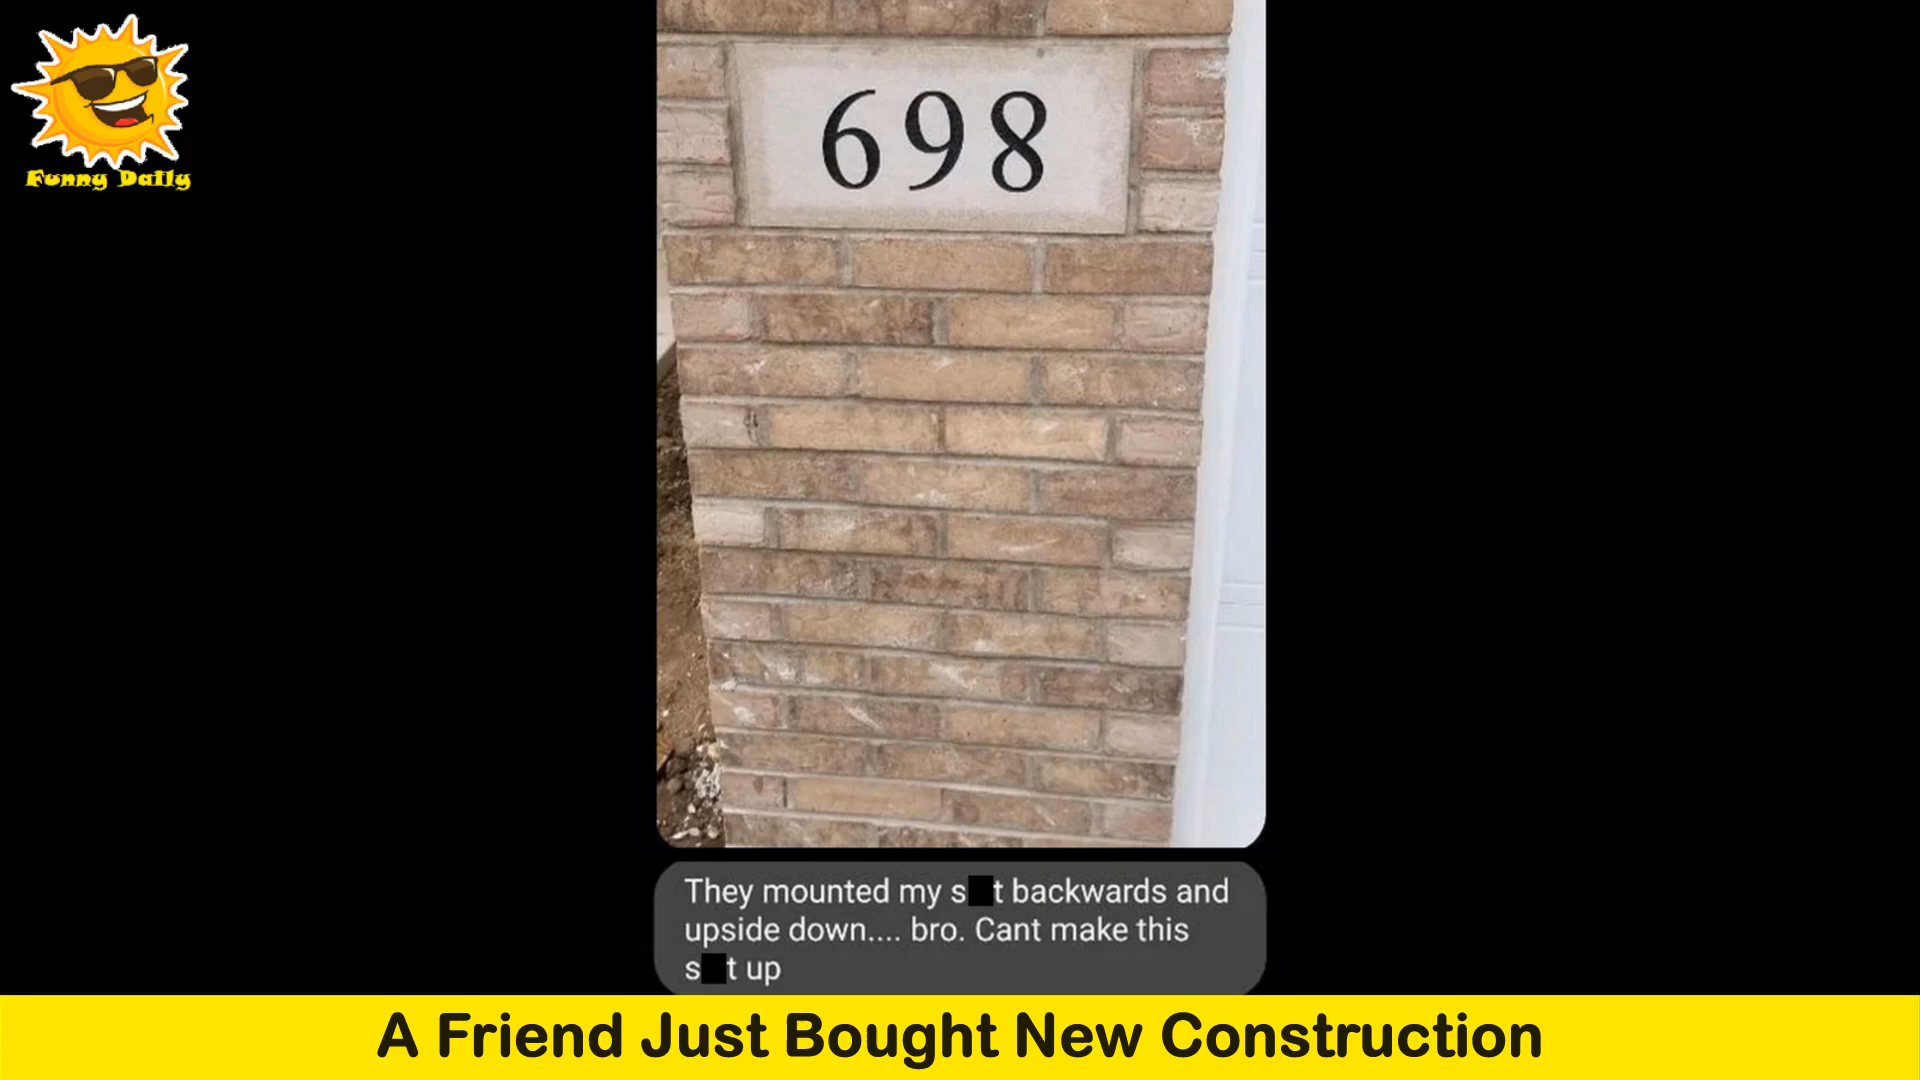 Funny Daily
698
They mounted my s t backwards and
upside down.... bro. Cant make this
s t up
A Friend Just Bought New Construction